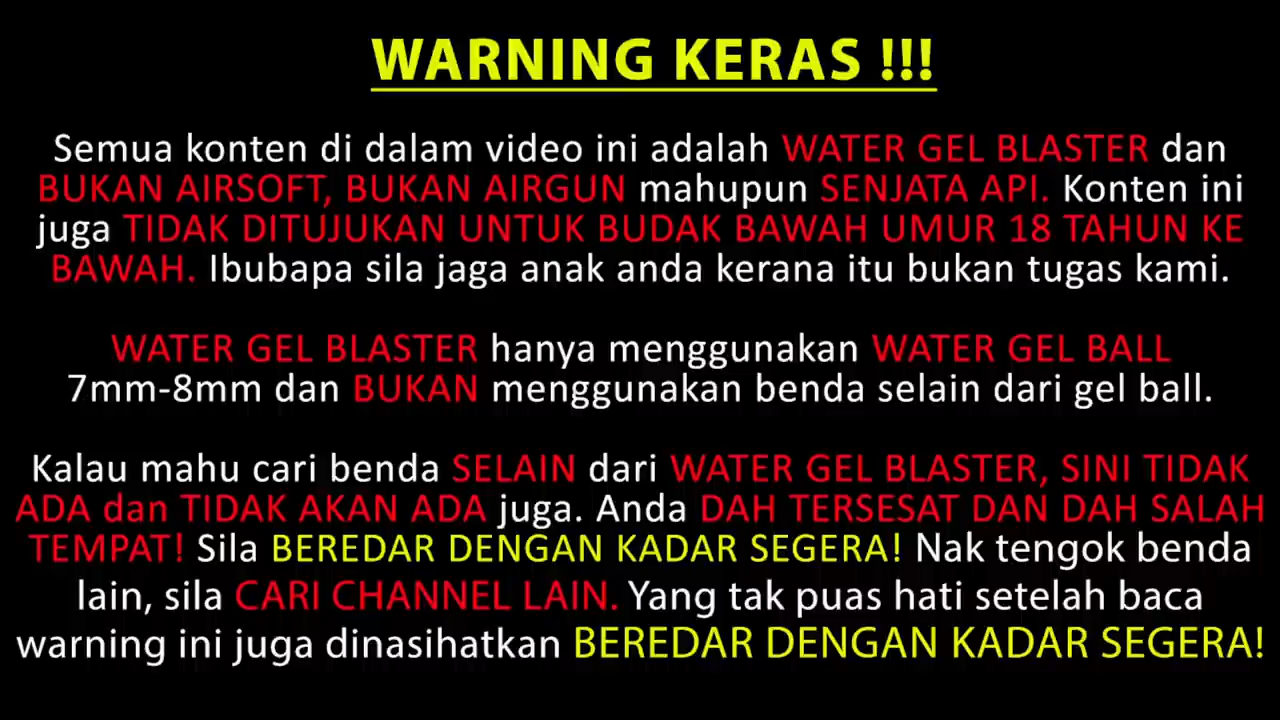 WARNING KERAS !!!
Semua konten di dalam video ini adalah WATER GEL BLASTER dan
BUKAN AIRSOFT, BUKAN AIRGUN mahupun SENJATA API. Konten ini
juga TIDAK DITUJUKAN UNTUK BUDAK BAWAH UMUR 18 TAHUN KE
BAWAH. Ibubapa sila jaga anak anda kerana itu bukan tugas kami.
WATER GEL BLASTER hanya menggunakan WATER GEL BALL
7mm-8mm dan BUKAN menggunakan benda selain dari gel ball.
Kalau mahu cari benda SELAIN dari WATER GEL BLASTER, SINI TIDAK
ADA dan TIDAK AKAN ADA juga. Anda DAH TERSESAT DAN DAH SALAH
TEMPAT! Sila BEREDAR DENGAN KADAR SEGERA! Nak tengok benda
lain, sila CARI CHANNEL LAIN. Yang tak puas hati setelah baca
warning ini juga dinasihatkan BEREDAR DENGAN KADAR SEGERA!